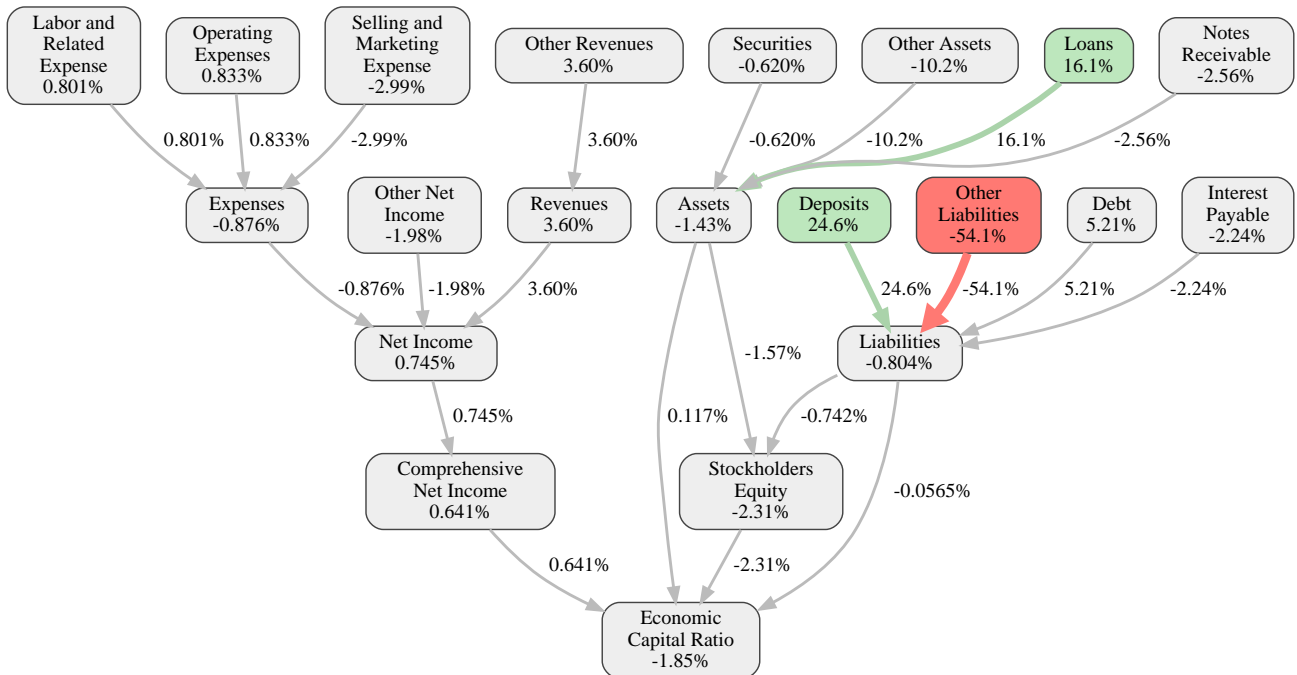 Labor and
Related
Expense
0.801%
Operating
Expenses
0.833%
Selling and
Marketing
Expense
-2.99%
Other Revenues
3.60%
Securities
-0.620%
Other Assets
-10.2%
Loans
16.1%
Notes
Receivable
-2.56%
0.801%
0.833%
-2.99%
3.60%
-0.620%
-10.2%
16.1%
-2.56%
Expenses
-0.876%
Other Net
Income
-1.98%
Revenues
3.60%
Assets
-1.43%
Deposits
24.6%
Other
Liabilities
-54.1%
Debt
5.21%
Interest
Payable
-2.24%
-0.876%
-1.98%
3.60%
24.6%
-54.1%
5.21%
-2.24%
Net Income
0.745%
-1.57%
Liabilities
-0.804%
0.745%
0.117%
-0.742%
Comprehensive
Net Income
0.641%
Stockholders
Equity
-2.31%
-0.0565%
0.641%
-2.31%
Economic
Capital Ratio
-1.85%